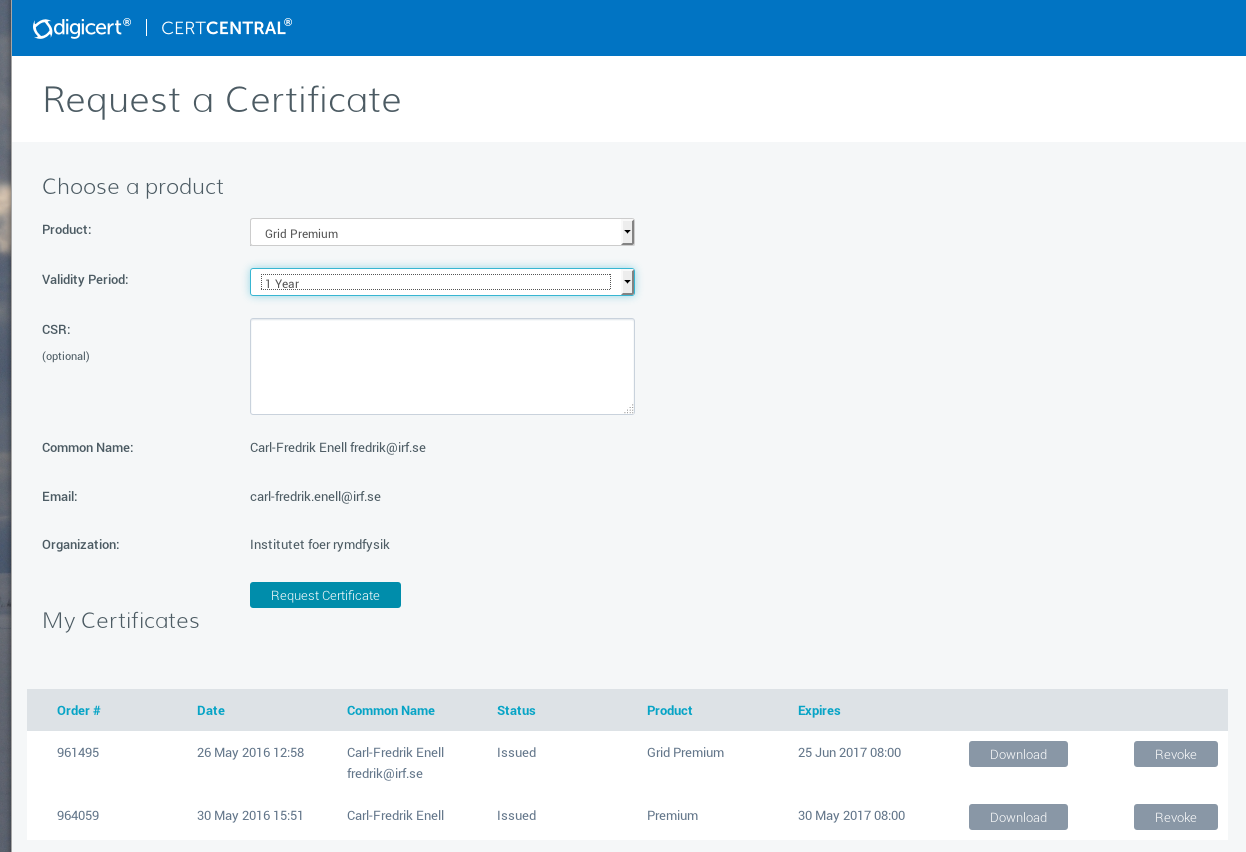 digicert® | CERTCENTRAL®
Request a Certificate
Choose a product
Product: Grid Premium
Validity Period: 1 Year
CSR:
(optional)
Common Name: Carl-Fredrik Enell fredrik@irf.se
Email: carl-fredrik.enell@irf.se
Organization: Institutet foer rymdfysik
Request Certificate
My Certificates
Order # Date Common Name Status Product Expires
961495 26 May 2016 12:58 Carl-Fredrik Enell Issued Grid Premium 25 Jun 2017 08:00 Download Revoke
fredrik@irf.se
964059 30 May 2016 15:51 Carl-Fredrik Enell Issued Premium 30 May 2017 08:00 Download Revoke